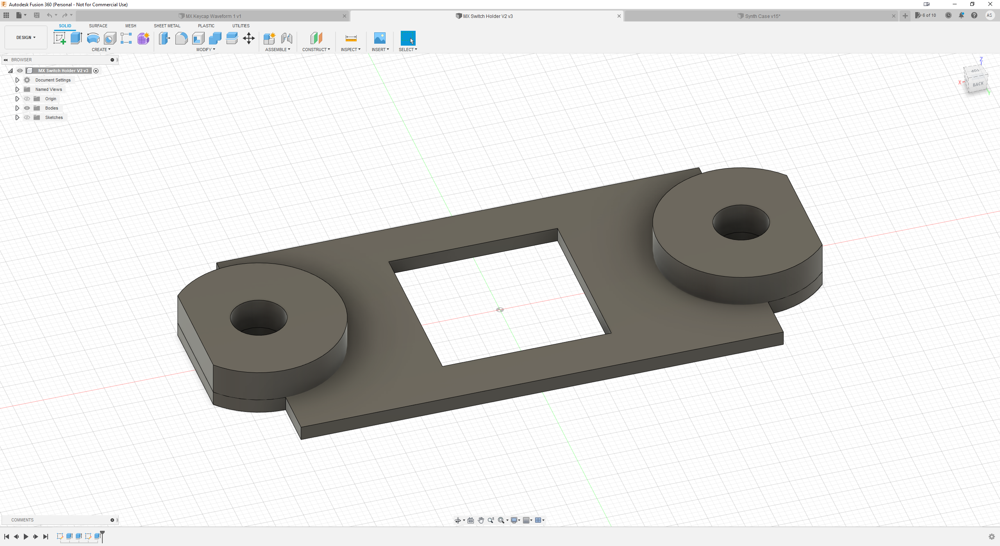 Autodesk Fusion 360 (Personal - Not for Commercial Use)
MX Keycap Waveform 1 v1
MX Switch Holder V2 v3
Synth Case v15*
6 of 10
AS
DESIGN
SOLID
SURFACE
MESH
SHEET METAL
PLASTIC
UTILITIES
CREATE
MODIFY
ASSEMBLE
CONSTRUCT
INSPECT
INSERT
SELECT
BROWSER
MX Switch Holder V2 v3
Document Settings
Named Views
Origin
Bodies
Sketches
Z
TOP
X
BACK
Y
COMMENTS